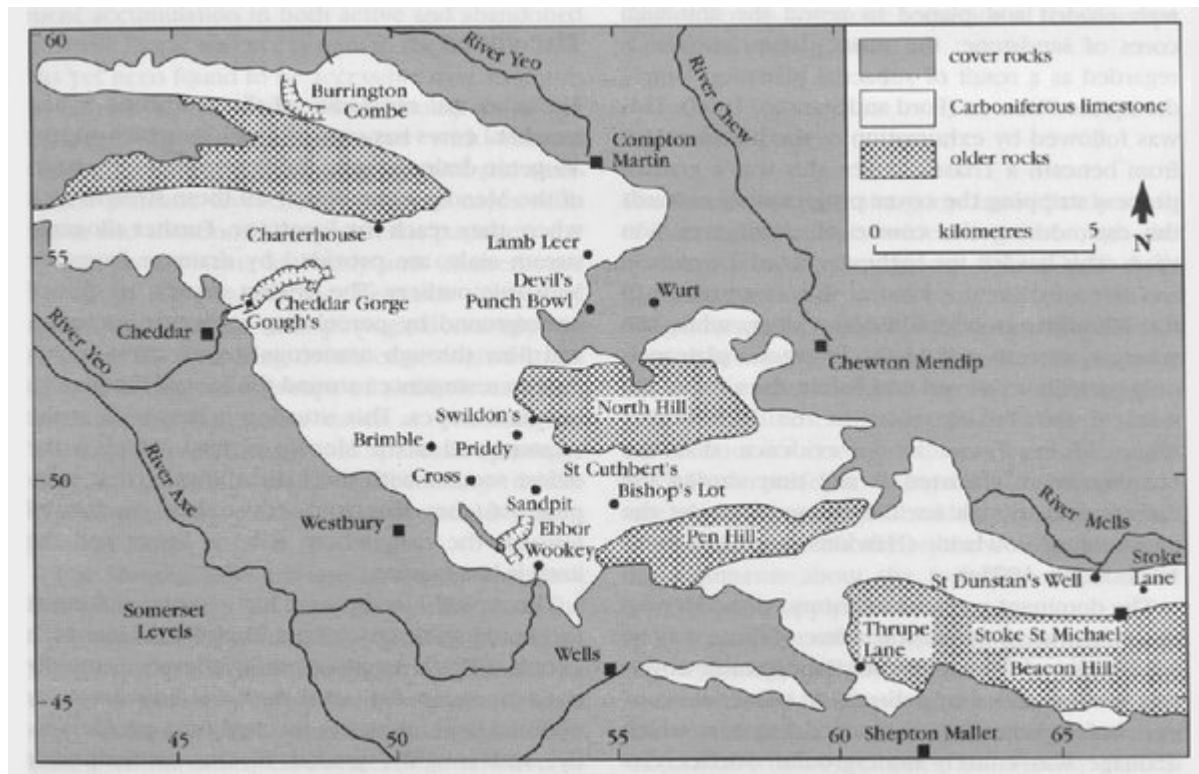 60
River Yeo
River Chew
cover rocks
Burrington
Combe
Carboniferous limestone
Compton
Martin
older rocks
0 kilometres 5
N
Charterhouse
Lamb Leer
55
Devil's
Punch Bowl
Wurt
Cheddar Gorge
Gough's
Cheddar
River Yeo
Chewton Mendip
North Hill
Swildon's
Brimble
Priddy
St Cuthbert's
Cross
50
Sandpit
Bishop's Lot
Westbury
Ebbor
Wookey
Pen Hill
River Axe
River Mells
Stoke
Lane
St Dunstan's Well
Somerset
Levels
Thrupe
Lane
Stoke St Michael
Beacon Hill
Wells
45
Shepton Mallet
45 50 55 60 65